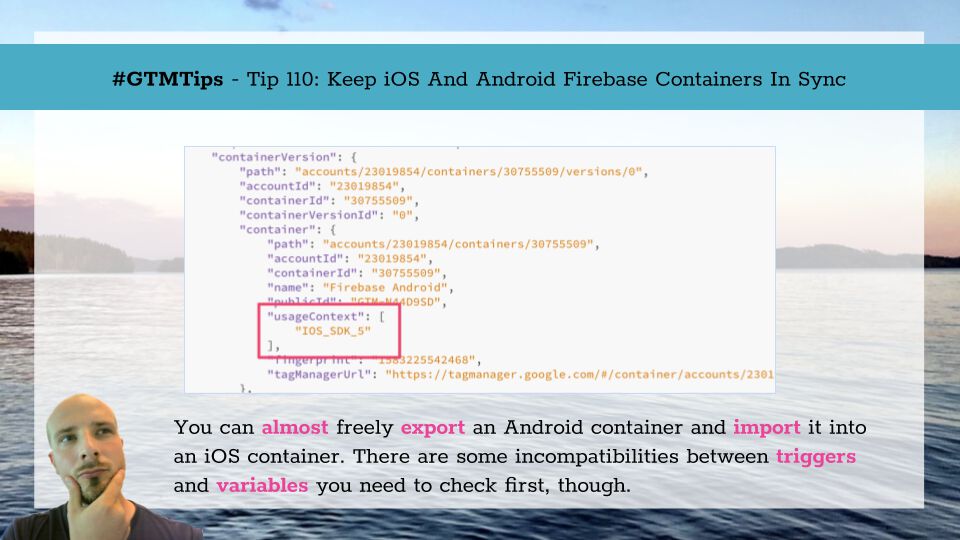 #GTMTips - Tip 110: Keep iOS And Android Firebase Containers In Sync
"containerVersion": {
"path": "accounts/23019854/containers/30755509/versions/0",
"accountId": "23019854",
"containerId": "30755509",
"containerVersionId": "0",
"container": {
"path": "accounts/23019854/containers/30755509",
"accountId": "23019854",
"containerId": "30755509",
"name": "Firebase Android",
"publicId": "GTM-N44D9SD",
"usageContext": [
"IOS_SDK_5"
],
"fingerprint": "1583225542468",
"tagManagerUrl": "https://tagmanager.google.com/#/container/accounts/2301
},
You can almost freely export an Android container and import it into
an iOS container. There are some incompatibilities between triggers
and variables you need to check first, though.